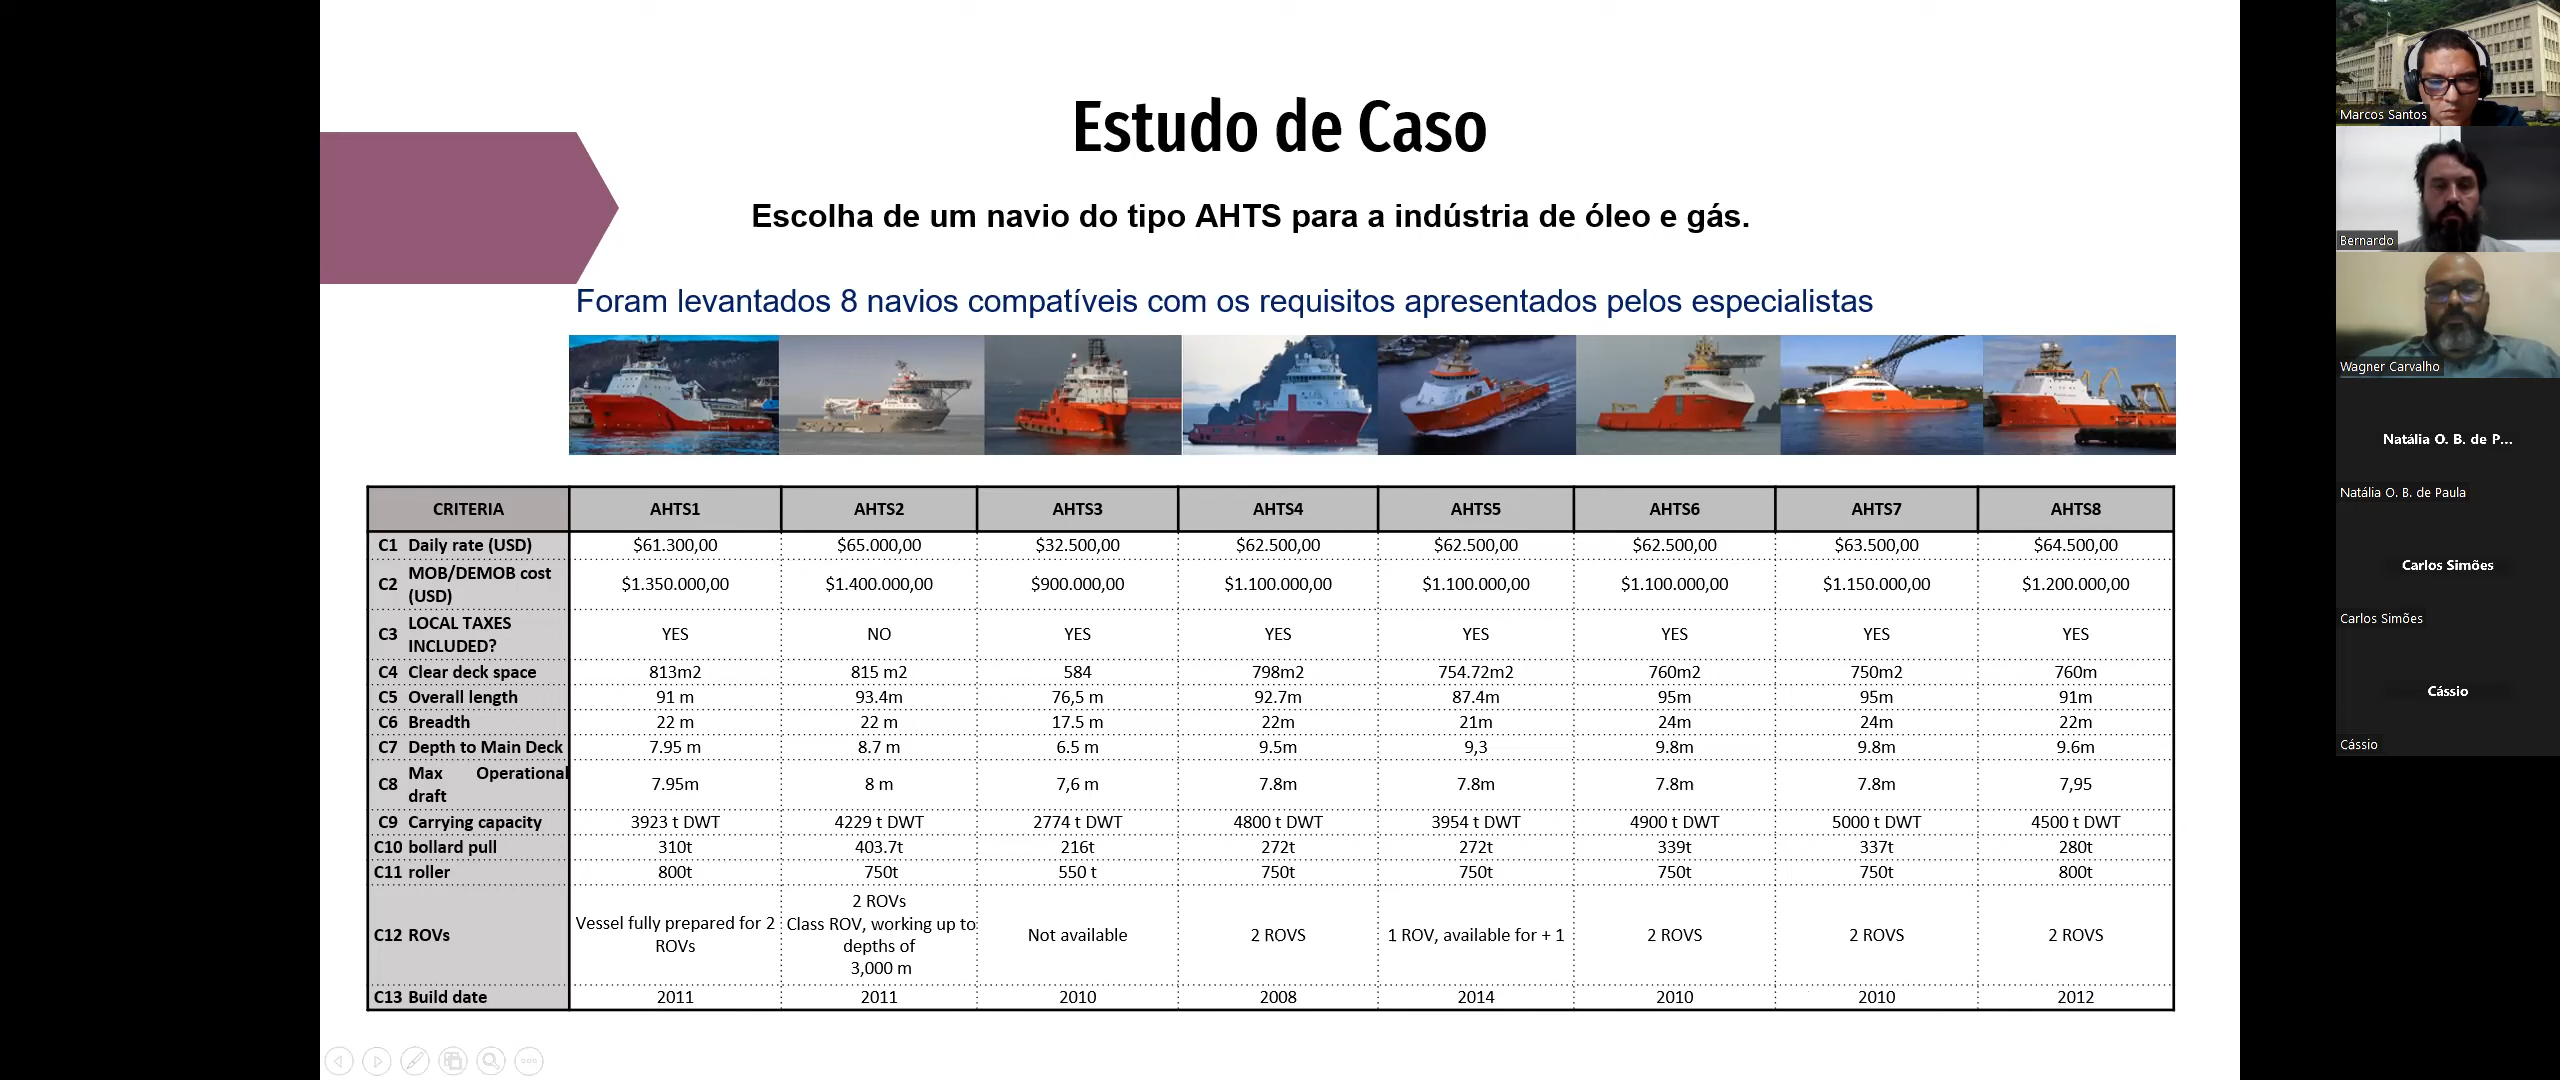 Estudo de Caso
Escolha de um navio do tipo AHTS para a indústria de óleo e gás.
Foram levantados 8 navios compatíveis com os requisitos apresentados pelos especialistas
CRITERIA AHTS1 AHTS2 AHTS3 AHTS4 AHTS5 AHTS6 AHTS7 AHTS8
C1 Daily rate (USD) $61.300,00 $65.000,00 $32.500,00 $62.500,00 $62.500,00 $62.500,00 $63.500,00 $64.500,00
C2 MOB/DEMOB cost
(USD) $1.350.000,00 $1.400.000,00 $900.000,00 $1.100.000,00 $1.100.000,00 $1.100.000,00 $1.150.000,00 $1.200.000,00
C3 LOCAL TAXES
INCLUDED? YES NO YES YES YES YES YES YES
C4 Clear deck space 813m2 815 m2 584 798m2 754.72m2 760m2 750m2 760m
C5 Overall length 91 m 93.4m 76,5 m 92.7m 87.4m 95m 95m 91m
C6 Breadth 22 m 22 m 17.5 m 22m 21m 24m 24m 22m
C7 Depth to Main Deck 7.95 m 8.7 m 6.5 m 9.5m 9,3 9.8m 9.8m 9.6m
C8 Max Operational
draft 7.95m 8 m 7,6 m 7.8m 7.8m 7.8m 7.8m 7,95
C9 Carrying capacity 3923 t DWT 4229 t DWT 2774 t DWT 4800 t DWT 3954 t DWT 4900 t DWT 5000 t DWT 4500 t DWT
C10 bollard pull 310t 403.7t 216t 272t 272t 339t 337t 280t
C11 roller 800t 750t 550 t 750t 750t 750t 750t 800t
C12 ROVs
Vessel fully prepared for 2
ROVs
2 ROVs
Class ROV, working up to
depths of
3,000 m
Not available
2 ROVS
1 ROV, available for + 1
2 ROVS
2 ROVS
2 ROVS
C13 Build date 2011 2011 2010 2008 2014 2010 2010 2012
Marcos Santos
Bernardo
Wagner Carvalho
Natália O. B. de P...
Natália O. B. de Paula
Carlos Simões
Carlos Simões
Cássio
Cássio